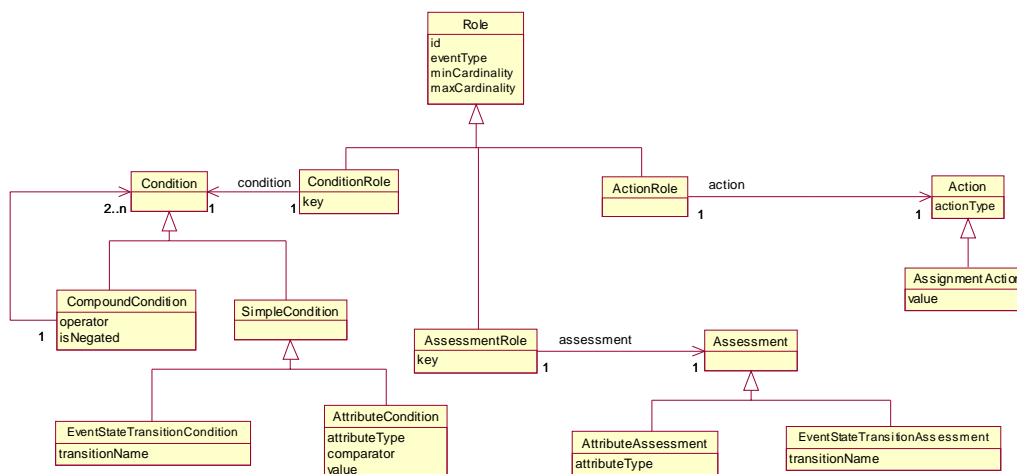 Role
id
eventType
minCardinality
maxCardinality
Condition
condition
ConditionRole
key
2..n
1
1
ActionRole
action
1
1
Action
actionType
CompoundCondition
operator
isNegated
1
SimpleCondition
AssignmentAction
value
AssessmentRole
key
assessment
1
1
Assessment
EventStateTransitionCondition
transitionName
AttributeCondition
attributeType
comparator
value
AttributeAssessment
attributeType
EventStateTransitionAssessment
transitionName